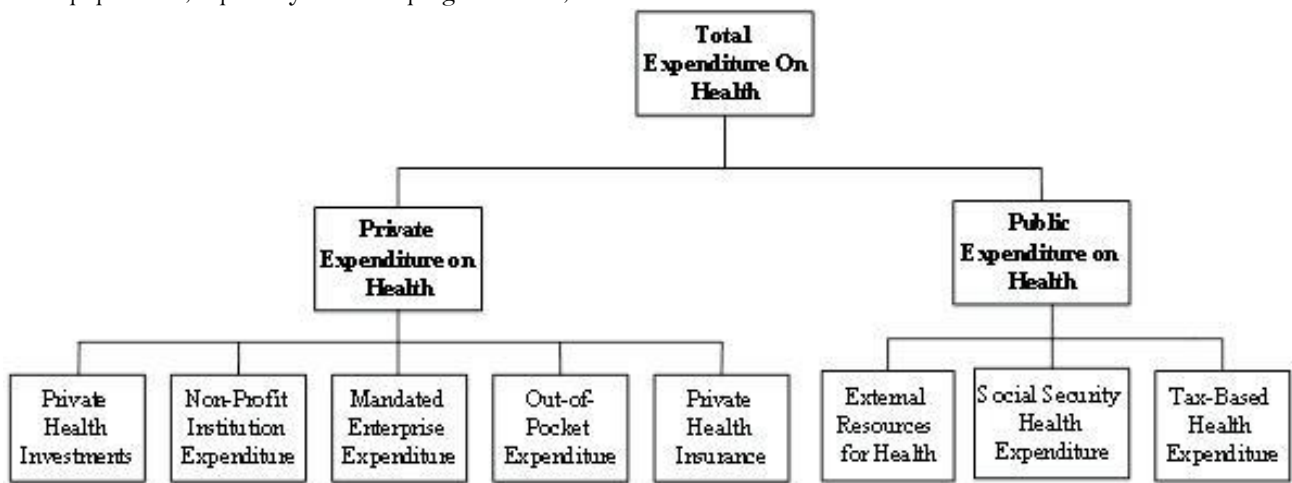 Total
Expenditure On
Health
Private
Expenditure on
Health
Public
Expenditure on
Health
Private
Health
Investments
Non-Profit
Institution
Expenditure
Mandated
Enterprise
Expenditure
Out-of-
Pocket
Expenditure
Private
Health
Insurance
External
Resources
for Health
Social Security
Health
Expenditure
Tax-Based
Health
Expenditure